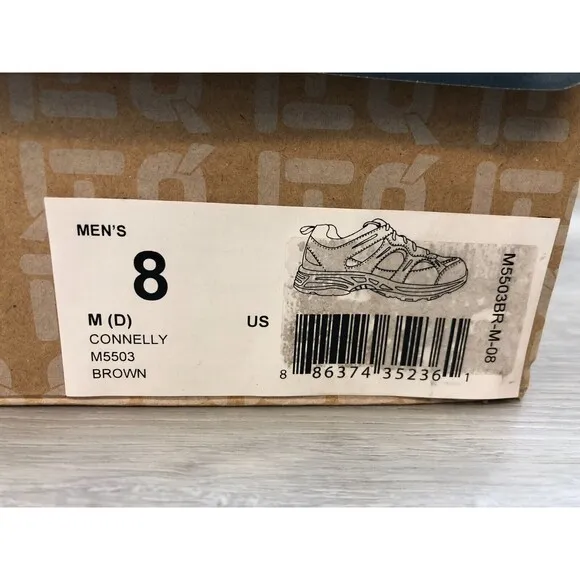 MEN'S
8
M (D)
US
CONNELLY
M5503
BROWN
8 86374 35236 1
M5503BR-M-08